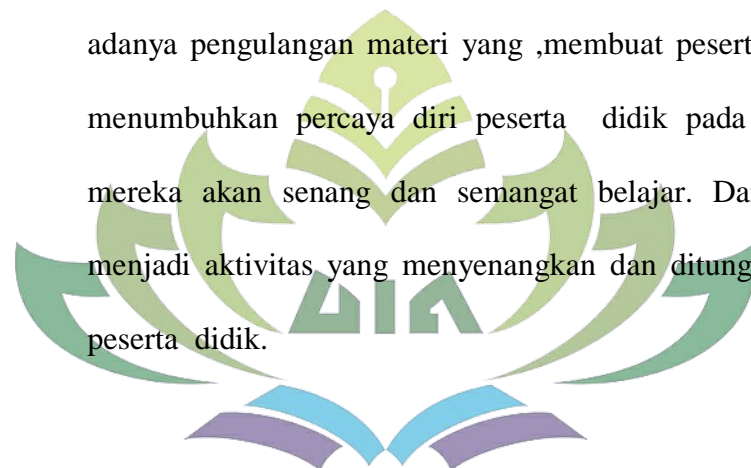 adanya pengulangan materi yang ,membuat pesert
menumbuhkan percaya diri peserta didik pada
mereka akan senang dan semangat belajar. Da
menjadi aktivitas yang menyenangkan dan ditung
UIN
peserta didik.